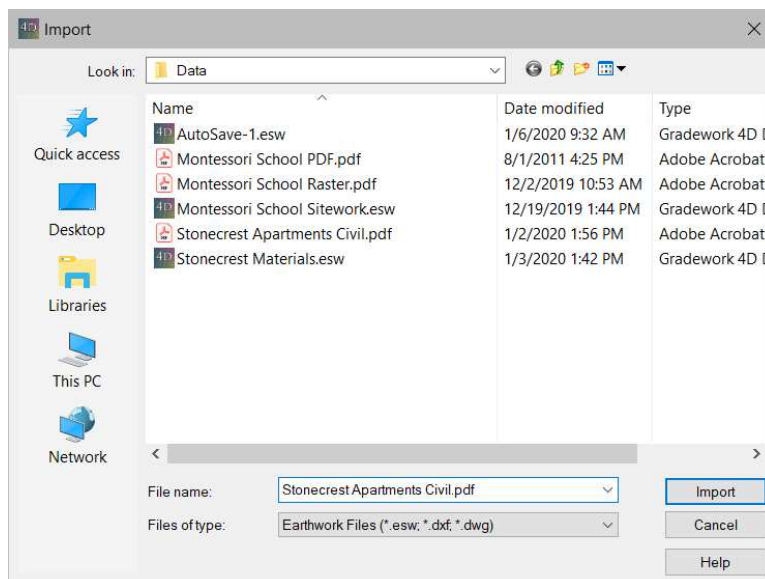 4D Import
Look in: Data
Name Date modified Type
4D AutoSave-1.esw 1/6/2020 9:32 AM Gradework 4D
Montessori School PDF.pdf 8/1/2011 4:25 PM Adobe Acrobat
Montessori School Raster.pdf 12/2/2019 10:53 AM Adobe Acrobat
4D Montessori School Sitework.esw 12/19/2019 1:44 PM Gradework 4D
Stonecrest Apartments Civil.pdf 1/2/2020 1:56 PM Adobe Acrobat
4D Stonecrest Materials.esw 1/3/2020 1:42 PM Gradework 4D
Quick access
Desktop
Libraries
This PC
Network
File name: Stonecrest Apartments Civil.pdf Import
Files of type: Earthwork Files (*.esw; *.dxf; *.dwg) Cancel
Help